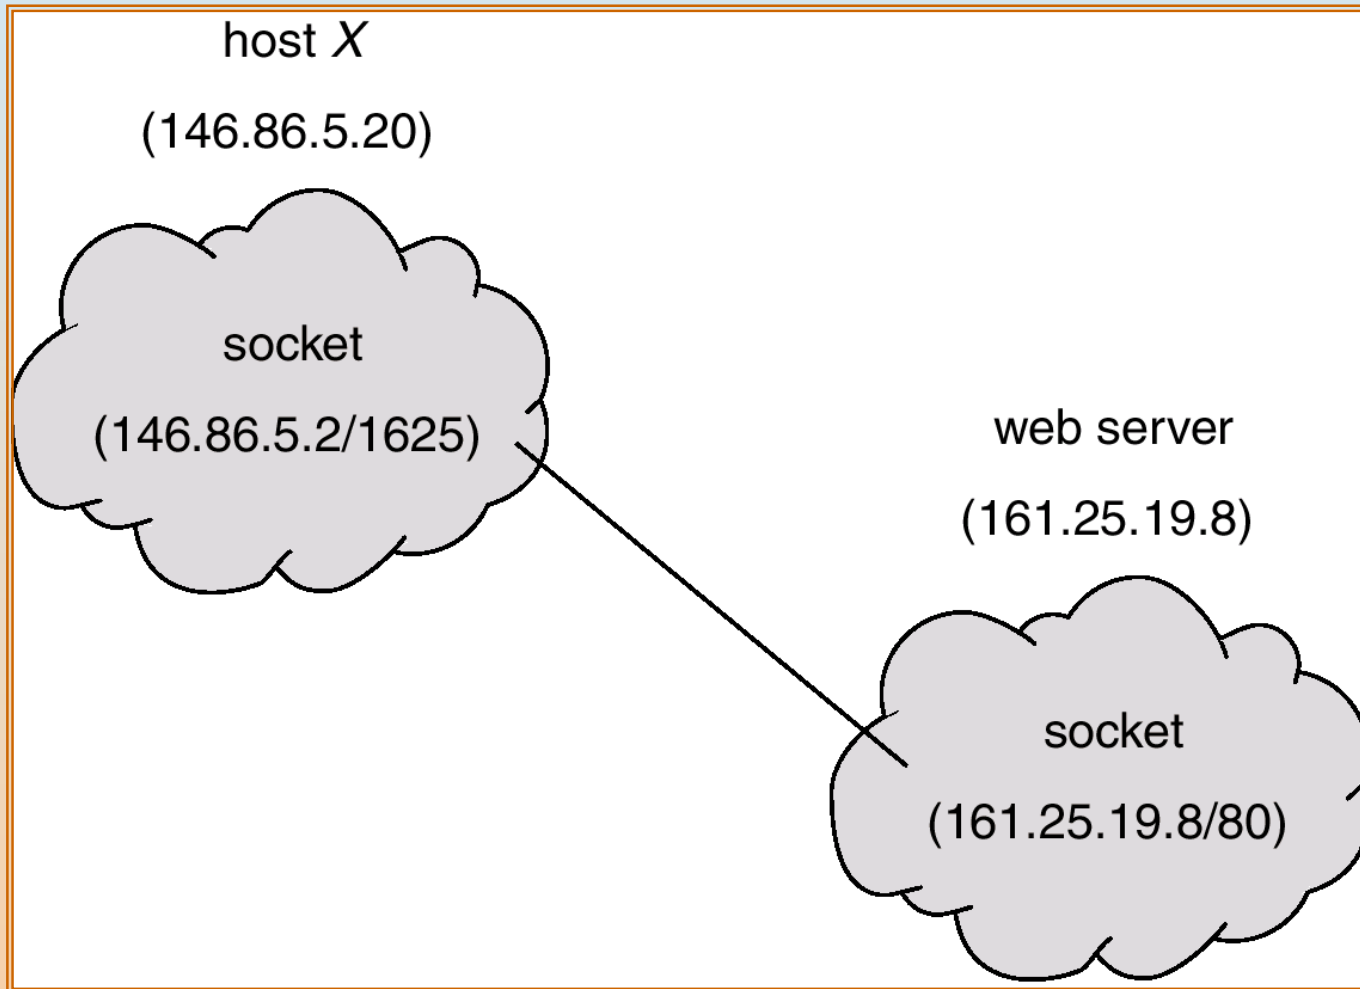 host X
(146.86.5.20)
socket
(146.86.5.2/1625)
web server
(161.25.19.8)
socket
(161.25.19.8/80)